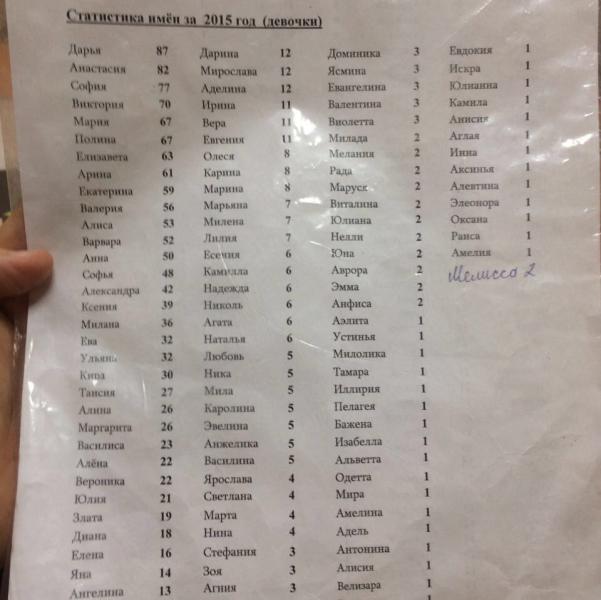 Статистика имён за 2015 год (девочки)
Дарья 87
Анастасия 82
София 77
Виктория 70
Мария 67
Полина 67
Елизавета 63
Арина 61
Екатерина 59
Валерия 56
Алиса 53
Варвара 52
Анна 50
Софья 48
Александра 42
Ксения 39
Милана 36
Ева 32
Ульяна 32
Кира 30
Таисия 27
Алина 26
Маргарита 26
Василиса 23
Алёна 22
Вероника 22
Юлия 21
Злата 19
Диана 18
Елена 16
Яна 14
Ангелина 13
Дарина 12
Мирослава 12
Аделина 12
Ирина 11
Вера 11
Евгения 11
Олеся 8
Карина 8
Марина 8
Марьяна 7
Милена 7
Лилия 7
Есения 6
Камилла 6
Надежда 6
Николь 6
Агата 6
Наталья 6
Любовь 5
Ника 5
Мила 5
Каролина 5
Эвелина 5
Анжелика 5
Василина 5
Ярослава 4
Светлана 4
Марта 4
Нина 4
Стефания 3
Зоя 3
Агния 3
Доминика 3
Ясмина 3
Евангелина 3
Валентина 3
Виолетта 3
Милада 2
Мелания 2
Рада 2
Маруся 2
Виталина 2
Юлиана 2
Нелли 2
Юна 2
Аврора 2
Эмма 2
Анфиса 2
Аэлита 1
Устинья 1
Милолика 1
Тамара 1
Иллирия 1
Пелагея 1
Бажена 1
Изабелла 1
Альветта 1
Одетта 1
Мира 1
Амелина 1
Адель 1
Антонина 1
Алисия 1
Велизара 1
Евдокия 1
Искра 1
Юлианна 1
Камила 1
Анисия 1
Аглая 1
Инна 1
Аксинья 1
Алевтина 1
Элеонора 1
Оксана 1
Раиса 1
Амелия 1
Мелисса 2